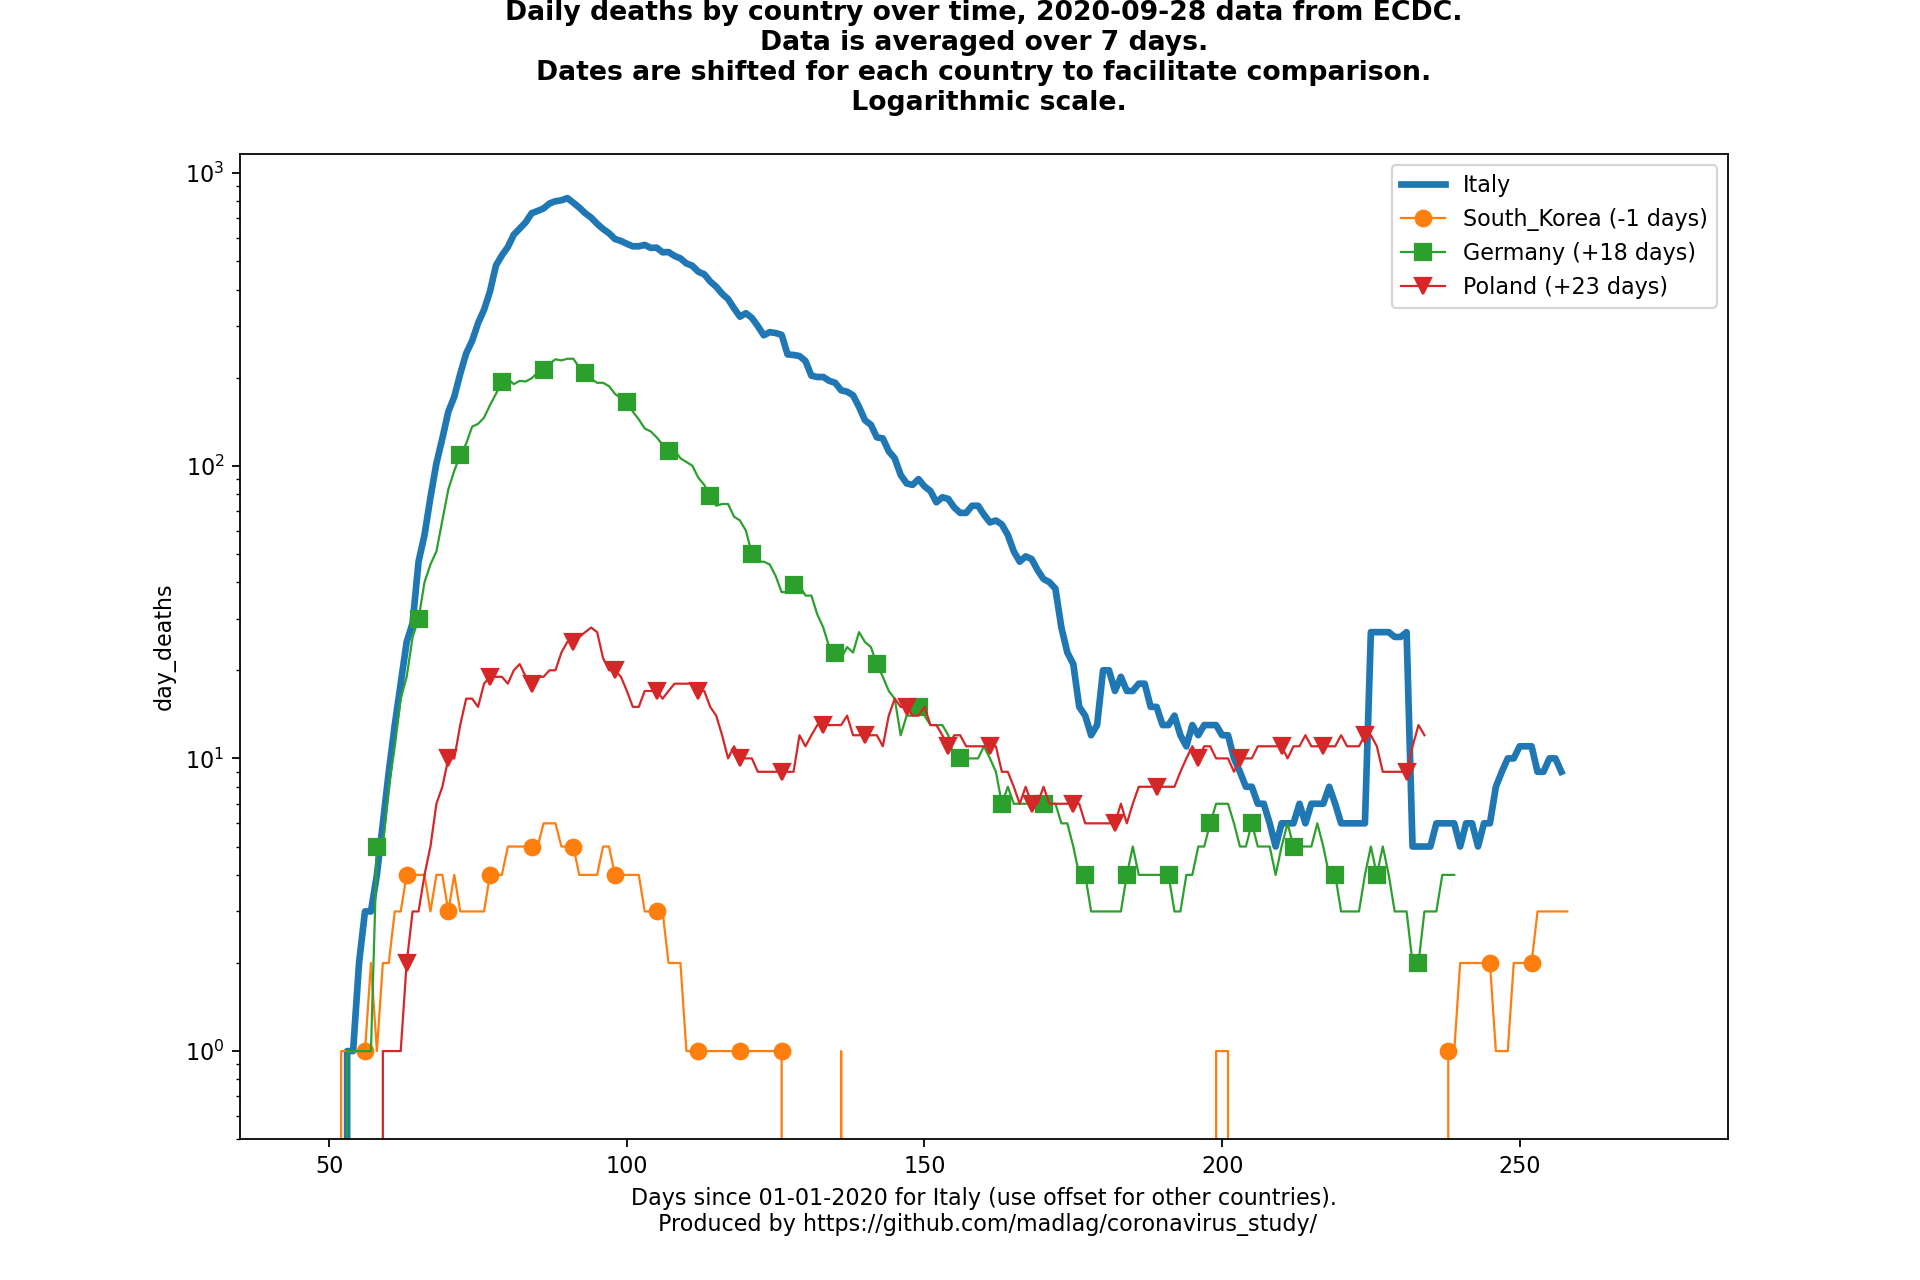 Daily deaths by country over time, 2020-09-28 data from ECDC.
Data is averaged over 7 days.
Dates are shifted for each country to facilitate comparison.
Logarithmic scale.
10³
10²
10¹
10⁰
day_deaths
Italy
South_Korea (-1 days)
Germany (+18 days)
Poland (+23 days)
50 100 150 200 250
Days since 01-01-2020 for Italy (use offset for other countries).
Produced by https://github.com/madlag/coronavirus_study/